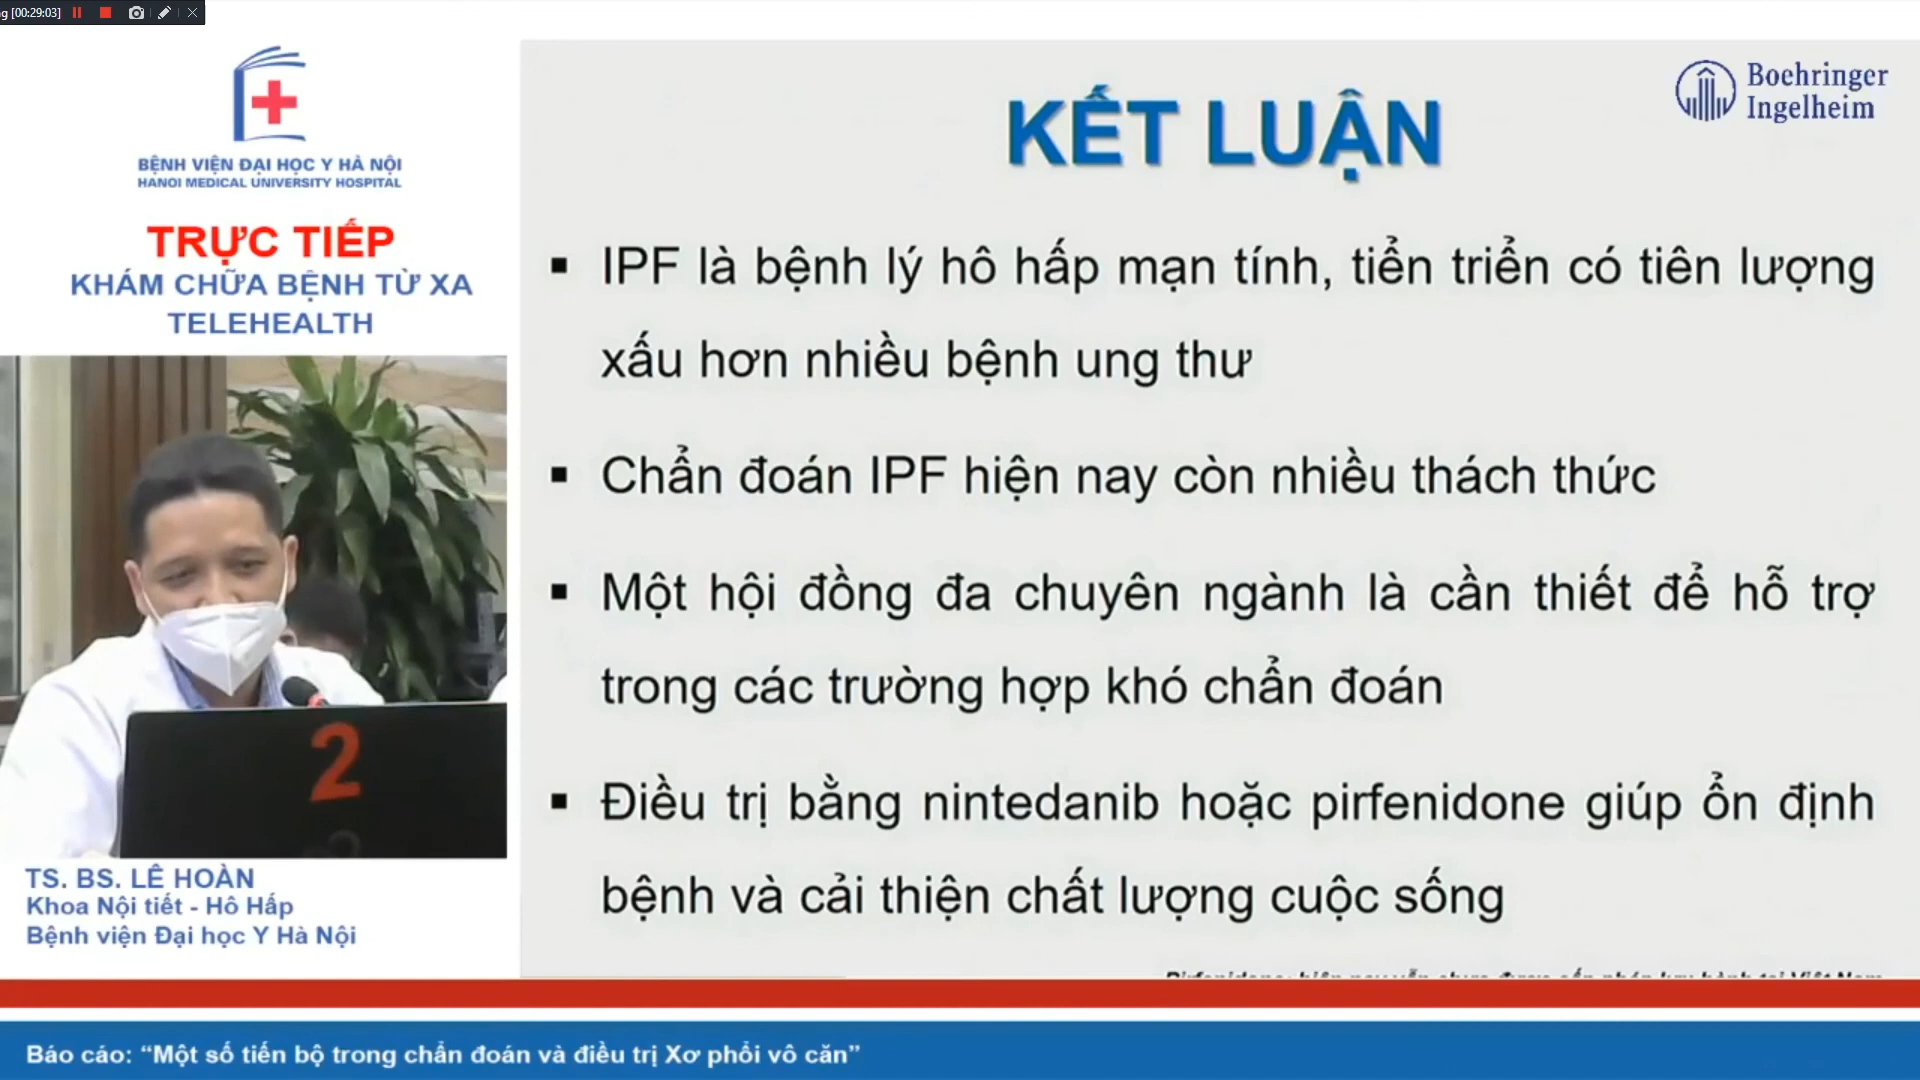 g [00:29:03]
BỆNH VIỆN ĐẠI HỌC Y HÀ NỘI
HANOI MEDICAL UNIVERSITY HOSPITAL
TRỰC TIẾP
KHÁM CHỮA BỆNH TỪ XA
TELEHEALTH
2
TS. BS. LÊ HOÀN
Khoa Nội tiết - Hô Hấp
Bệnh viện Đại học Y Hà Nội
Boehringer
Ingelheim
KẾT LUẬN
▪ IPF là bệnh lý hô hấp mạn tính, tiển triển có tiên lượng
xấu hơn nhiều bệnh ung thư
▪ Chẩn đoán IPF hiện nay còn nhiều thách thức
▪ Một hội đồng đa chuyên ngành là cần thiết để hỗ trợ
trong các trường hợp khó chẩn đoán
▪ Điều trị bằng nintedanib hoặc pirfenidone giúp ổn định
bệnh và cải thiện chất lượng cuộc sống
Báo cáo: “Một số tiến bộ trong chẩn đoán và điều trị Xơ phổi vô căn”